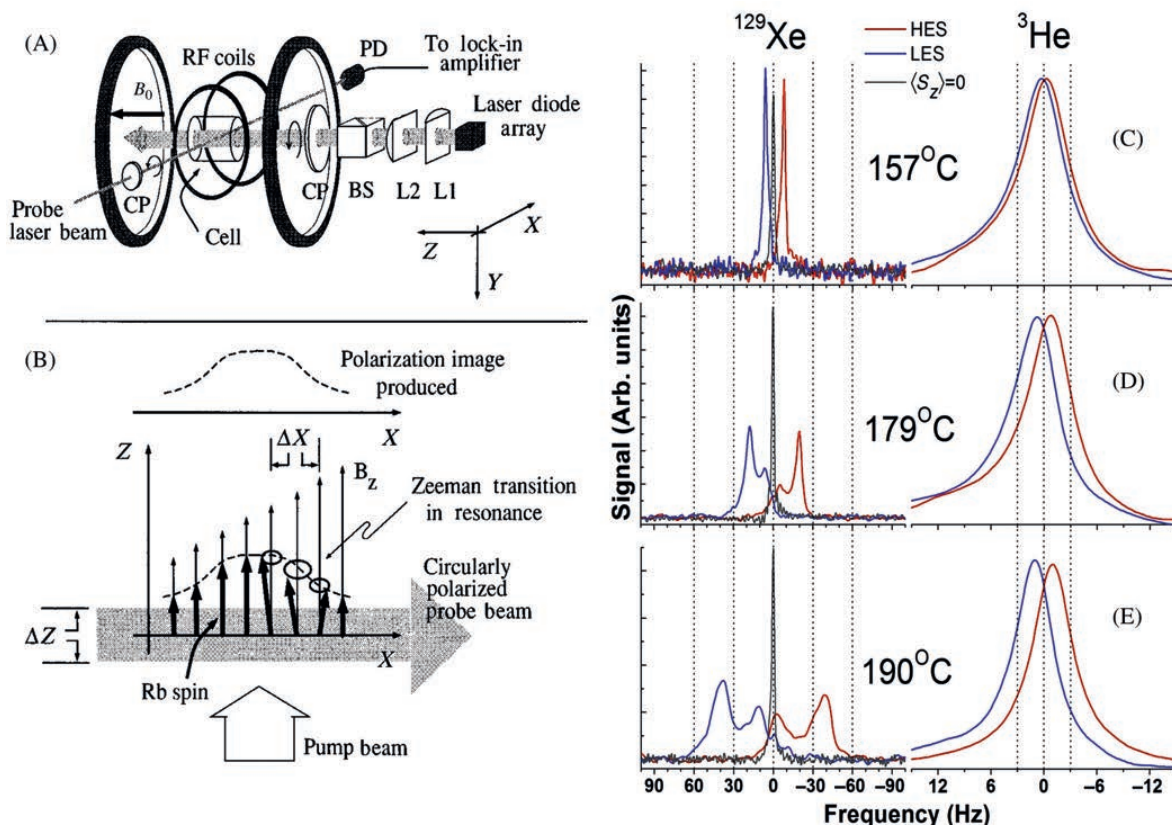 (A)
RF coils
PD
To lock-in
amplifier
B₀
Laser diode
array
CP
Probe
laser beam
Cell
CP
BS
L2
L1
Z
X
Y
(B)
Polarization image
produced
X
Z
ΔX
B_z
Zeeman transition
in resonance
Circularly
polarized
probe beam
ΔZ
X
Rb spin
Pump beam
¹²⁹Xe
HES
LES
⟨S_z⟩=0
³He
157°C
(C)
179°C
(D)
190°C
(E)
Signal (Arb. units)
90 60 30 0 −30 −60 −90
12 6 0 −6 −12
Frequency (Hz)